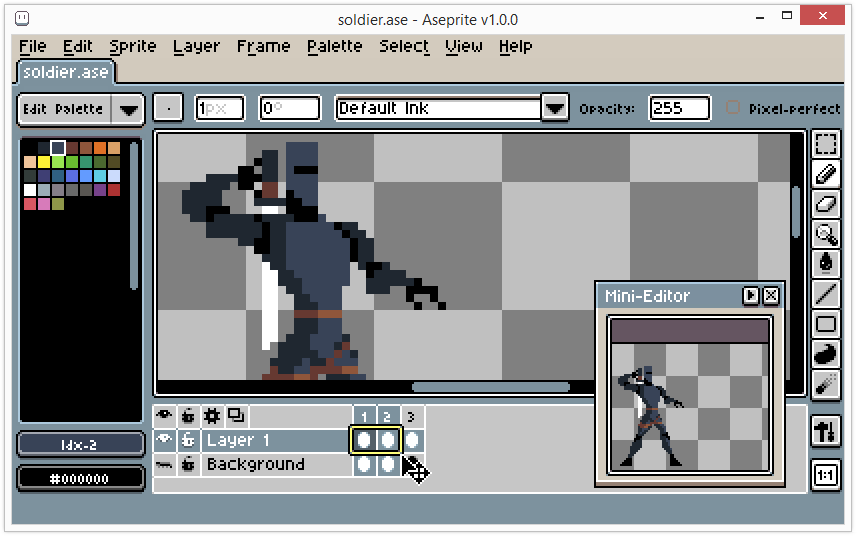 soldier.ase - Aseprite v1.0.0
File Edit Sprite Layer Frame Palette Select View Help
soldier.ase
Edit Palette 1px 0° Default Ink Opacity: 255 Pixel-perfect
Mini-Editor
1 2 3
Layer 1
Background
Idx-2
#000000
1:1